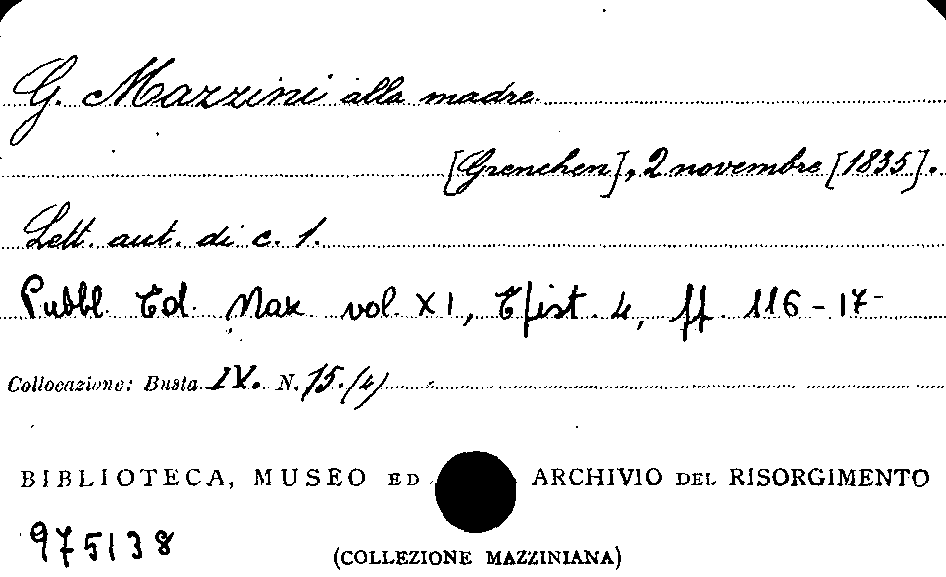 G. Mazzini alla madre
[Grenchen], 2 novembre [1835].
Lett. aut. di c. 1.
Pubbl. Ed. Naz. vol. XI, Epist. 4, pp. 116-17-
Collocazione: Busta IV. N. 15. (4)
BIBLIOTECA, MUSEO ED ARCHIVIO DEL RISORGIMENTO
975138
(COLLEZIONE MAZZINIANA)